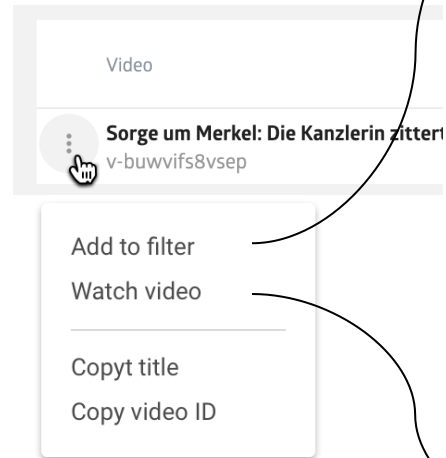 Video
Sorge um Merkel: Die Kanzlerin zittert
v-buwvifs8vsep
Add to filter
Watch video
Copyt title
Copy video ID